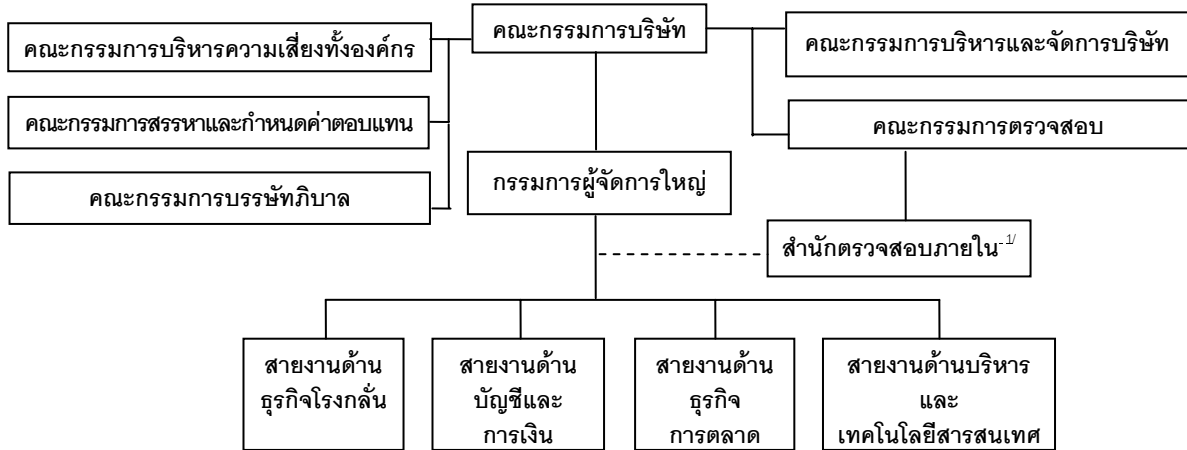 คณะกรรมการบริษัท
คณะกรรมการบริหารความเสี่ยงทั้งองค์กร
คณะกรรมการบริหารและจัดการบริษัท
คณะกรรมการสรรหาและกำหนดค่าตอบแทน
คณะกรรมการตรวจสอบ
คณะกรรมการบรรษัทภิบาล
กรรมการผู้จัดการใหญ่
สำนักตรวจสอบภายใน-1/
สายงานด้าน
ธุรกิจโรงกลั่น
สายงานด้าน
บัญชีและ
การเงิน
สายงานด้าน
ธุรกิจ
การตลาด
สายงานด้านบริหาร
และ
เทคโนโลยีสารสนเทศ